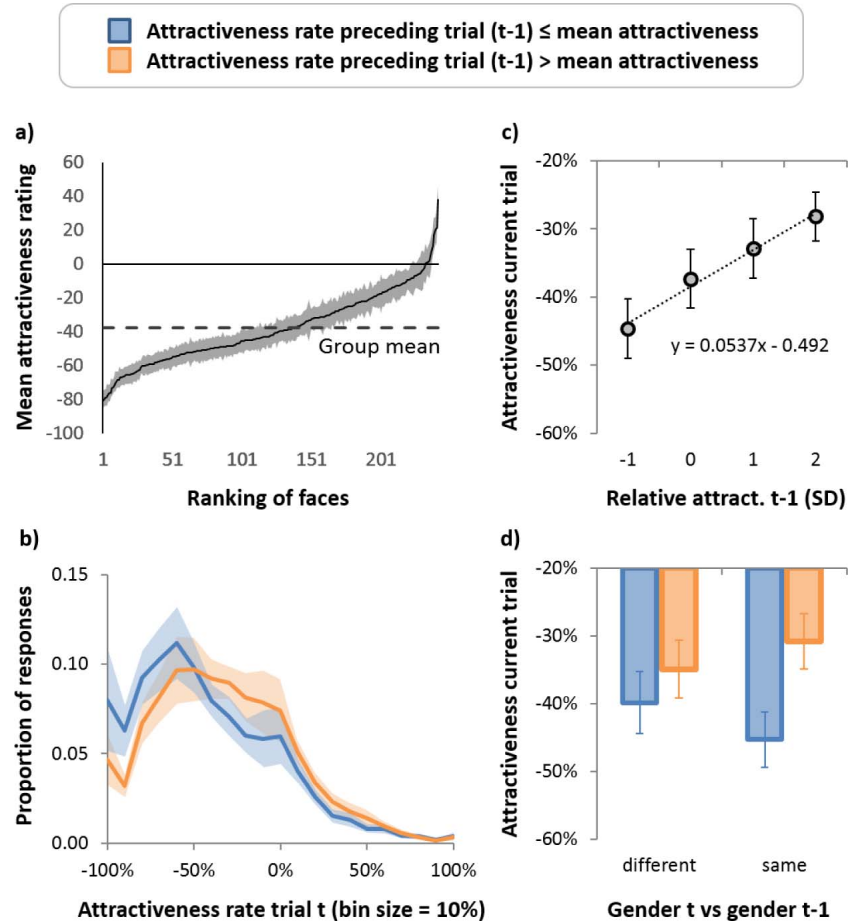 Attractiveness rate preceding trial (t-1) ≤ mean attractiveness
Attractiveness rate preceding trial (t-1) > mean attractiveness
a)
Mean attractiveness rating
60
40
20
0
-20
-40
-60
-80
-100
Group mean
1
51
101
151
201
Ranking of faces
c)
Attractiveness current trial
-20%
-30%
-40%
-50%
-60%
y = 0.0537x - 0.492
-1
0
1
2
Relative attract. t-1 (SD)
b)
Proportion of responses
0.15
0.10
0.05
0.00
-100%
-50%
0%
50%
100%
Attractiveness rate trial t (bin size = 10%)
d)
Attractiveness current trial
-20%
-30%
-40%
-50%
-60%
different
same
Gender t vs gender t-1